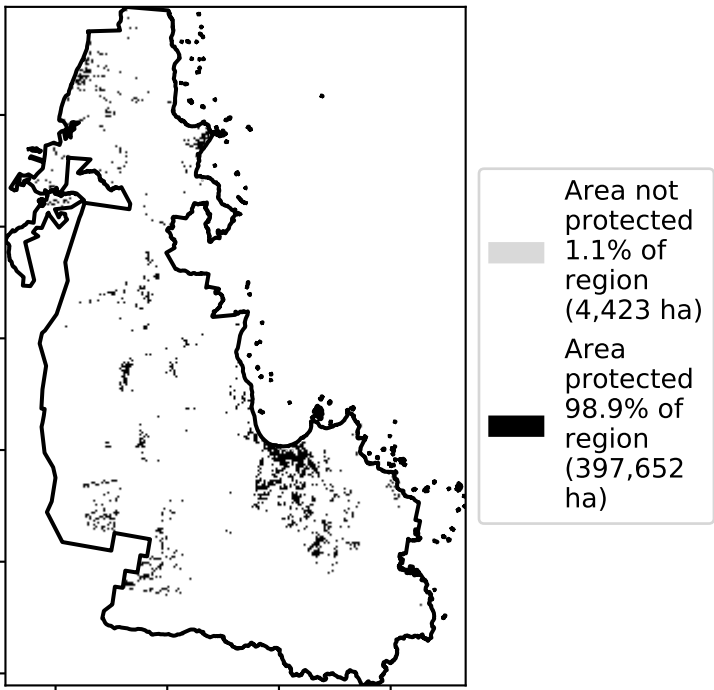 Area not
protected
1.1% of
region
(4,423 ha)
Area
protected
98.9% of
region
(397,652
ha)